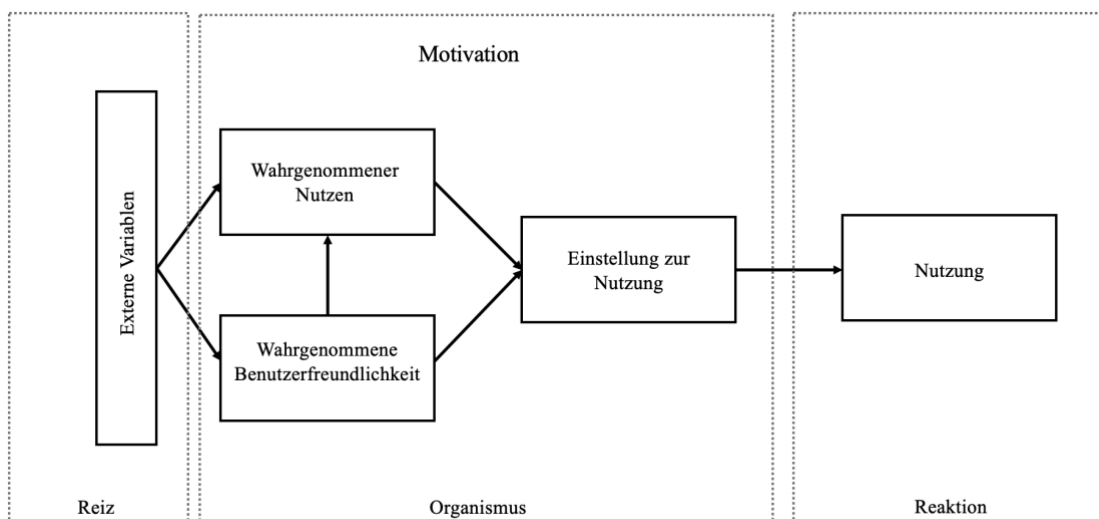 Motivation
Externe Variablen
Wahrgenommener
Nutzen
Wahrgenommene
Benutzerfreundlichkeit
Einstellung zur
Nutzung
Nutzung
Reiz
Organismus
Reaktion